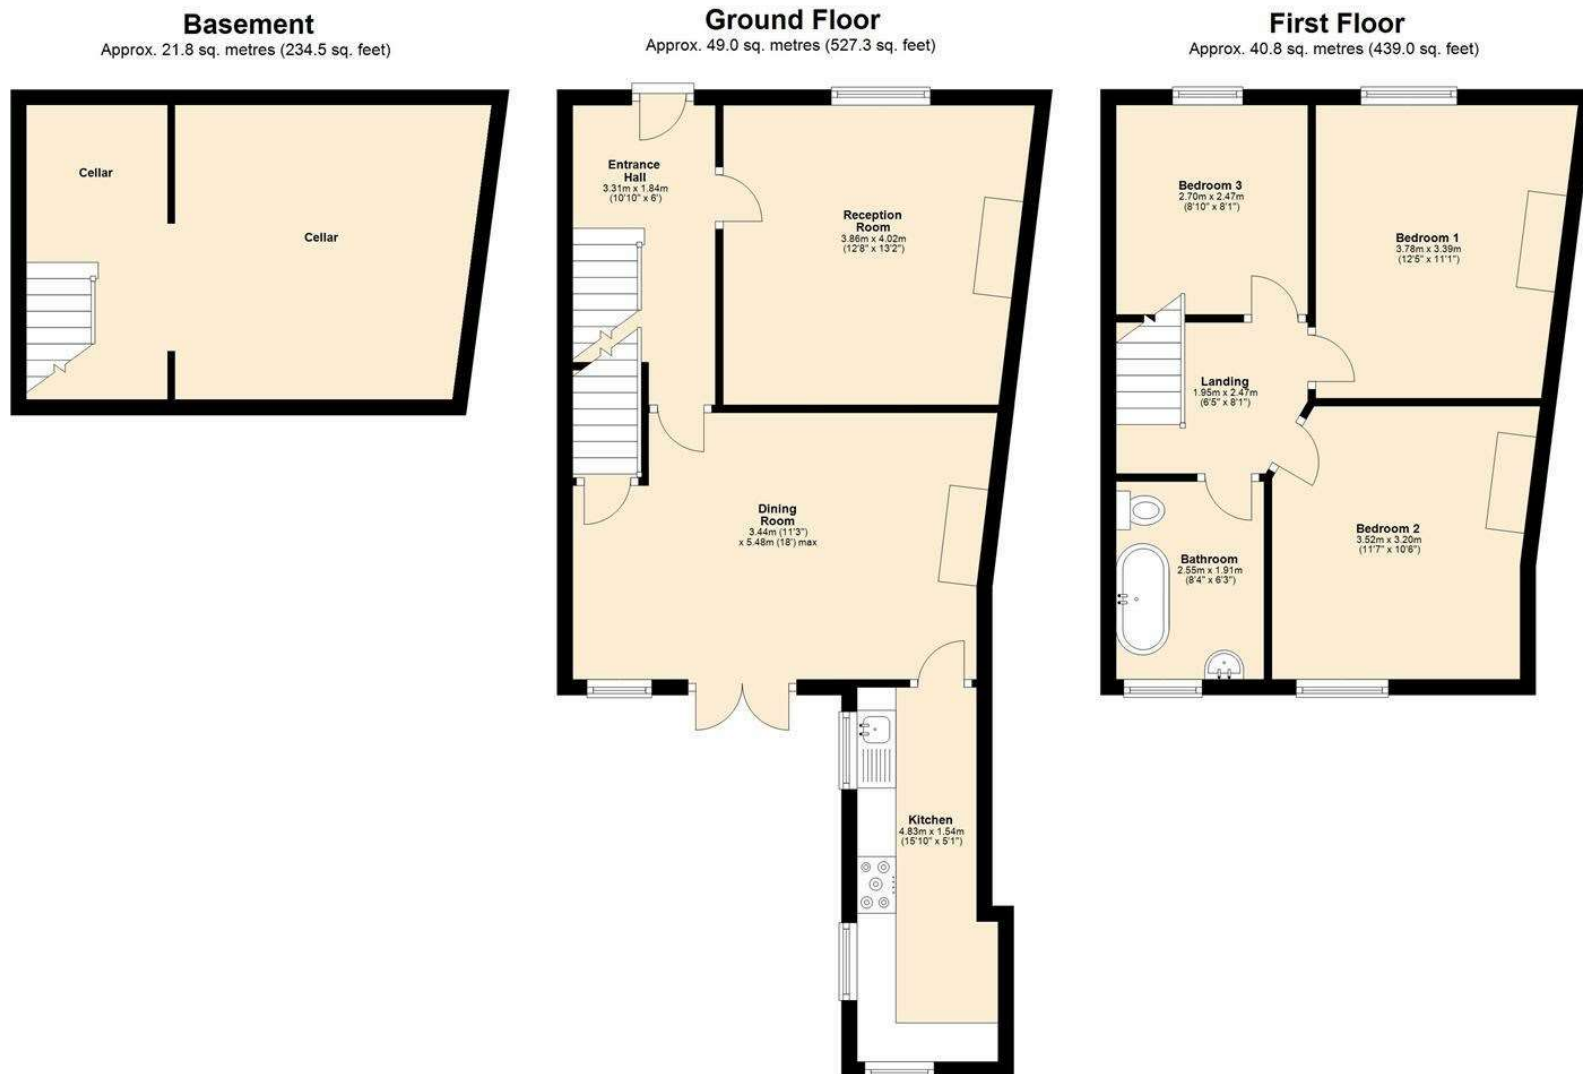 Basement
Approx. 21.8 sq. metres (234.5 sq. feet)
Cellar
Cellar
Ground Floor
Approx. 49.0 sq. metres (527.3 sq. feet)
Entrance
Hall
3.31m x 1.84m
(10'10" x 6')
Reception
Room
3.86m x 4.02m
(12'8" x 13'2")
Dining
Room
3.44m (11'3")
x 5.48m (18') max
Kitchen
4.83m x 1.54m
(15'10" x 5'1")
First Floor
Approx. 40.8 sq. metres (439.0 sq. feet)
Bedroom 3
2.70m x 2.47m
(8'10" x 8'1")
Bedroom 1
3.78m x 3.39m
(12'5" x 11'1")
Landing
1.95m x 2.47m
(6'5" x 8'1")
Bedroom 2
3.52m x 3.20m
(11'7" x 10'6")
Bathroom
2.55m x 1.91m
(8'4" x 6'3")